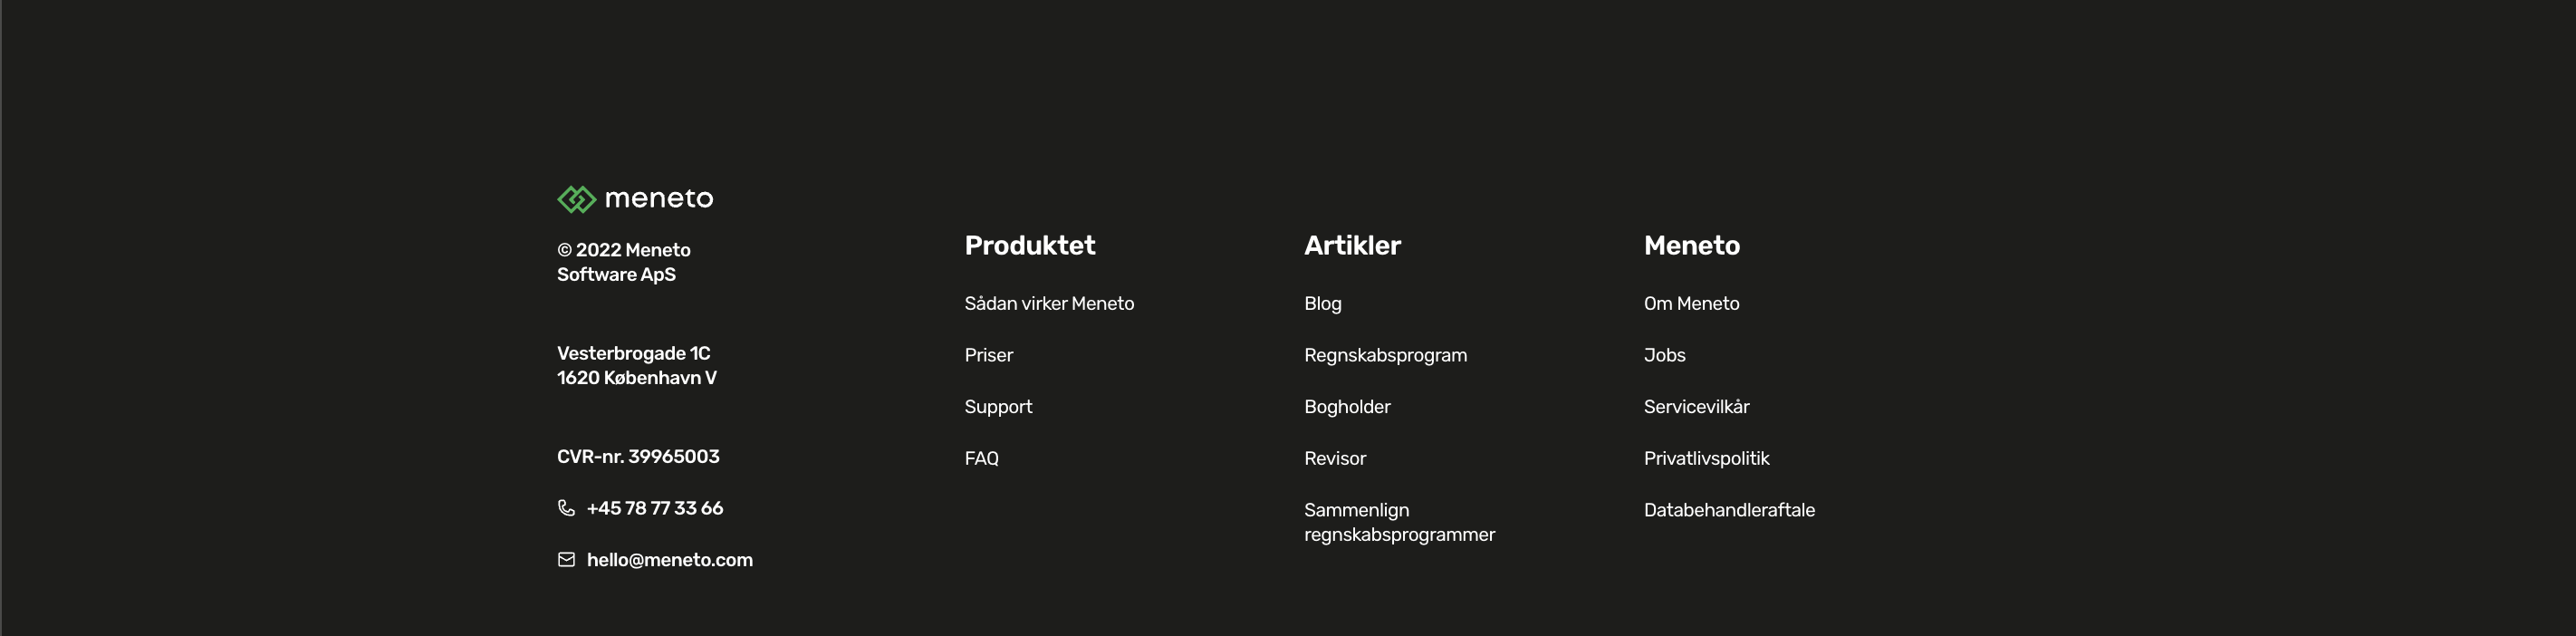 meneto
© 2022 Meneto
Software ApS
Vesterbrogade 1C
1620 København V
CVR-nr. 39965003
+45 78 77 33 66
hello@meneto.com
Produktet
Sådan virker Meneto
Priser
Support
FAQ
Artikler
Blog
Regnskabsprogram
Bogholder
Revisor
Sammenlign
regnskabsprogrammer
Meneto
Om Meneto
Jobs
Servicevilkår
Privatlivspolitik
Databehandleraftale